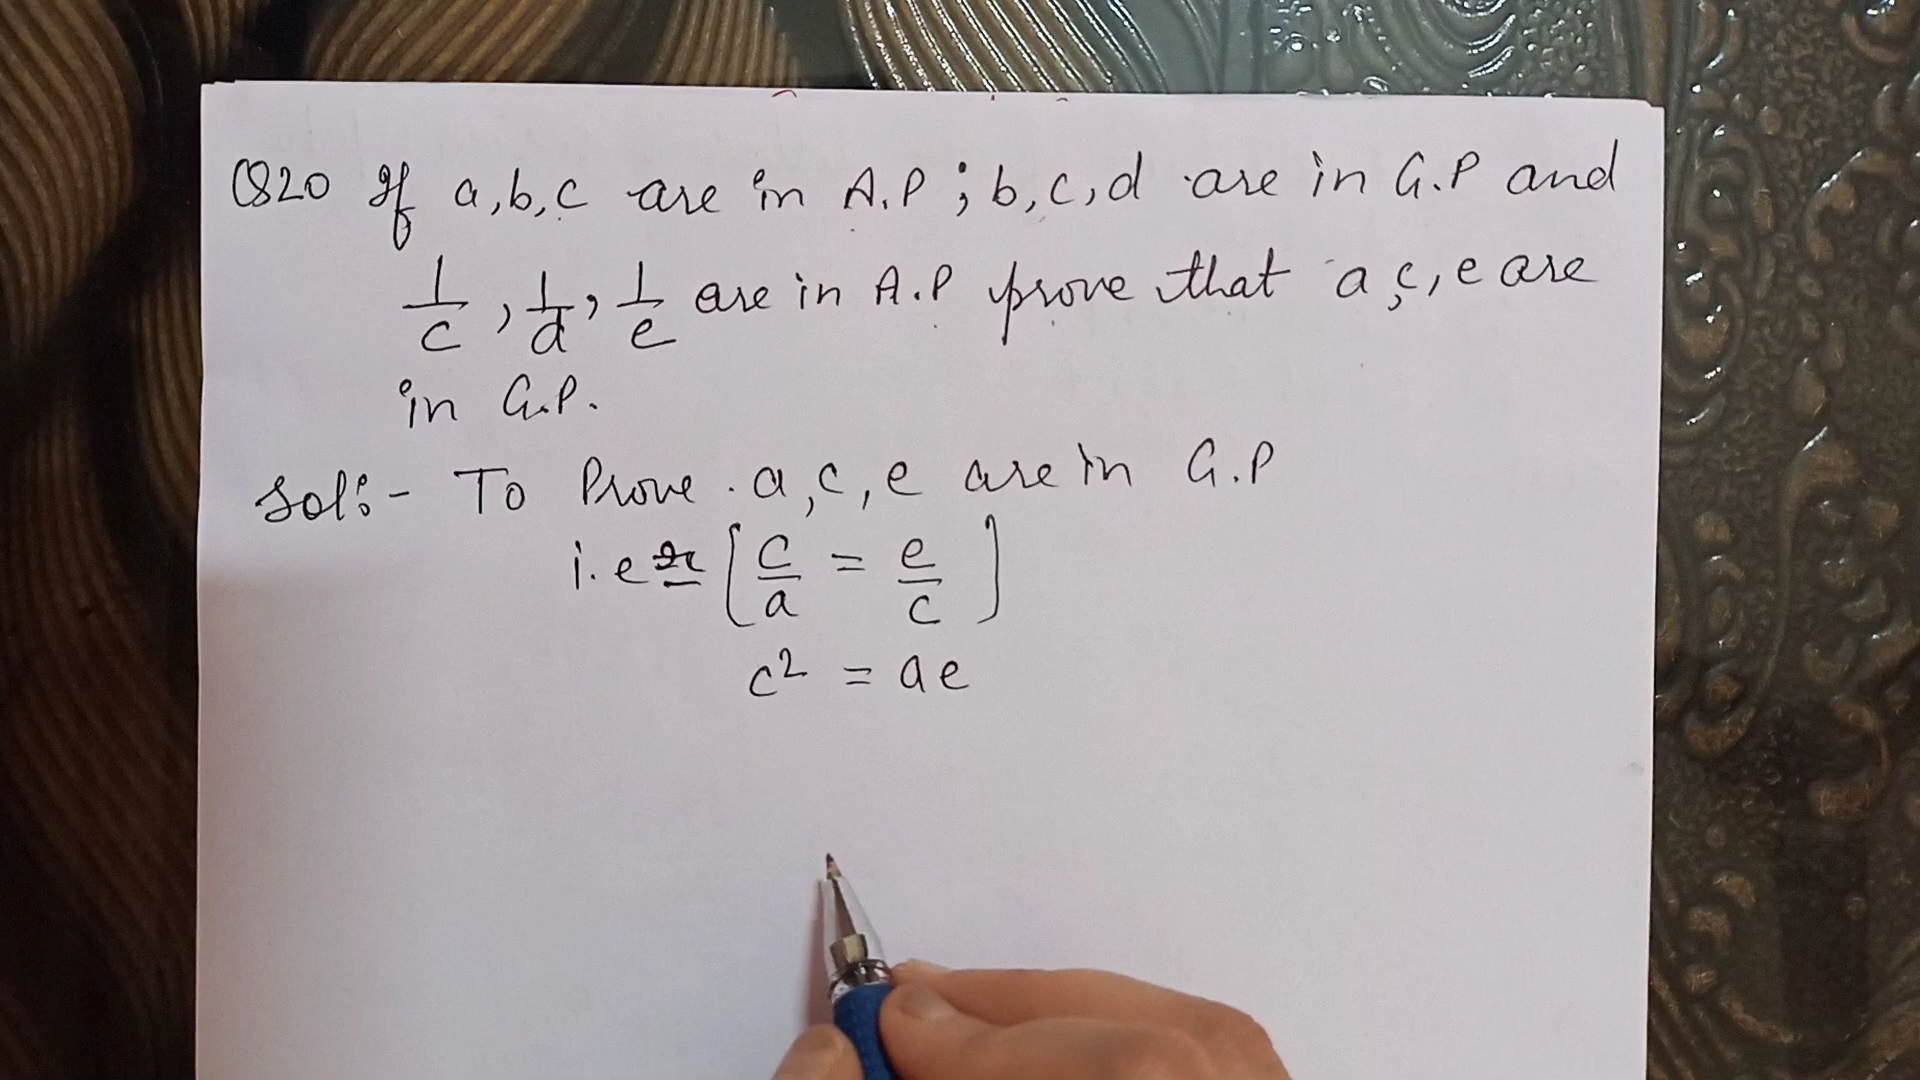 Q20 If a,b,c are in A.P ; b,c,d are in G.P and
1/c , 1/d , 1/e are in A.P prove that a c, e are
in G.P.
Sol:- To Prove . a,c,e are in G.P
i.e [ c/a = e/c ]
c² = ae